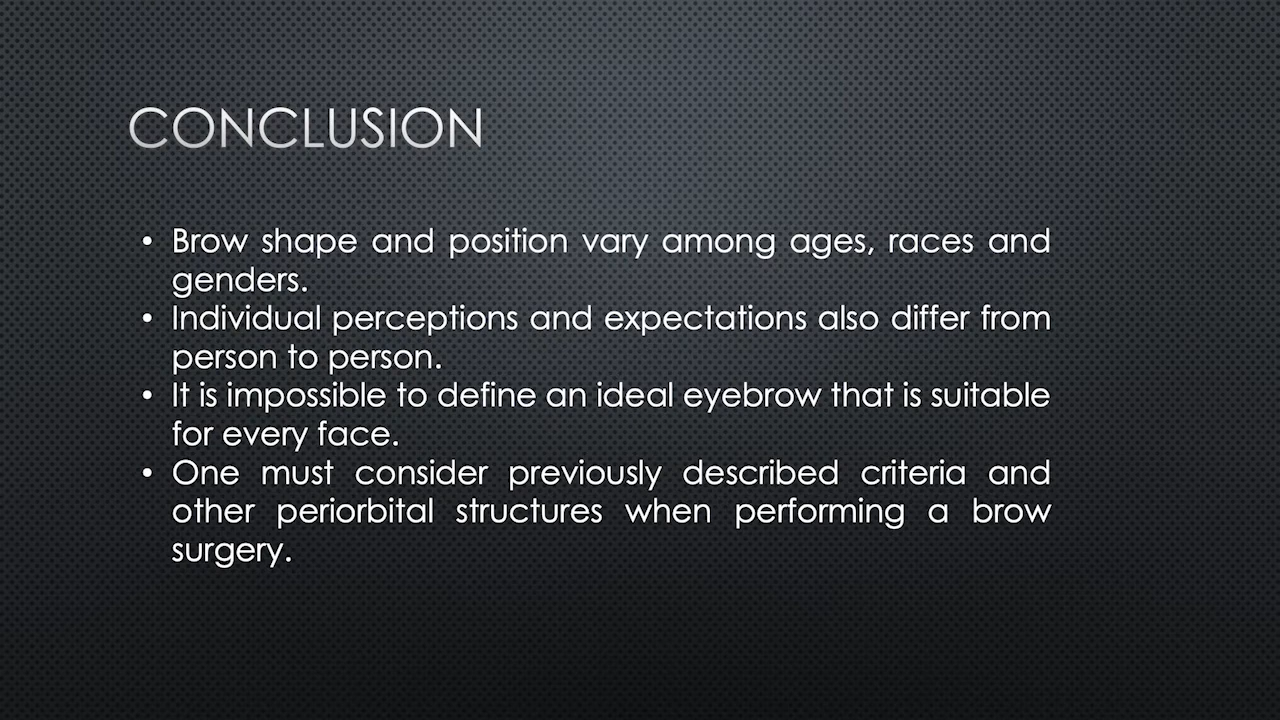 CONCLUSION
• Brow shape and position vary among ages, races and
genders.
• Individual perceptions and expectations also differ from
person to person.
• It is impossible to define an ideal eyebrow that is suitable
for every face.
• One must consider previously described criteria and
other periorbital structures when performing a brow
surgery.